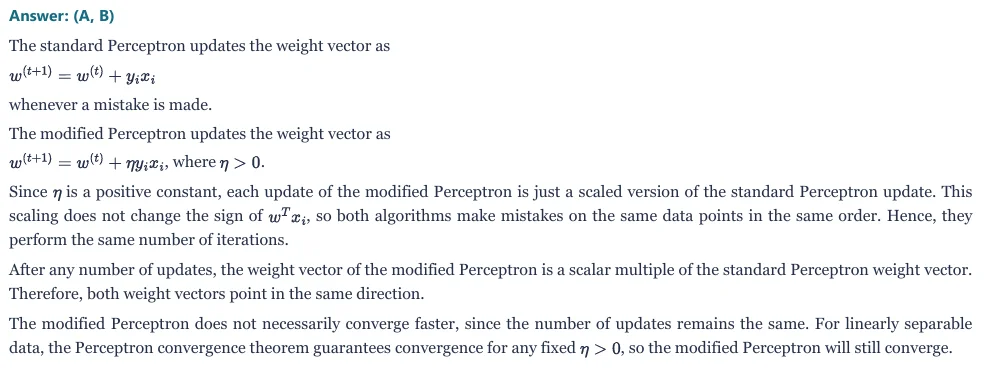 Answer: (A, B)
The standard Perceptron updates the weight vector as
w^(t+1) = w^(t) + y_i x_i
whenever a mistake is made.
The modified Perceptron updates the weight vector as
w^(t+1) = w^(t) + ηy_i x_i, where η > 0.
Since η is a positive constant, each update of the modified Perceptron is just a scaled version of the standard Perceptron update. This
scaling does not change the sign of w^T x_i, so both algorithms make mistakes on the same data points in the same order. Hence, they
perform the same number of iterations.
After any number of updates, the weight vector of the modified Perceptron is a scalar multiple of the standard Perceptron weight vector.
Therefore, both weight vectors point in the same direction.
The modified Perceptron does not necessarily converge faster, since the number of updates remains the same. For linearly separable
data, the Perceptron convergence theorem guarantees convergence for any fixed η > 0, so the modified Perceptron will still converge.